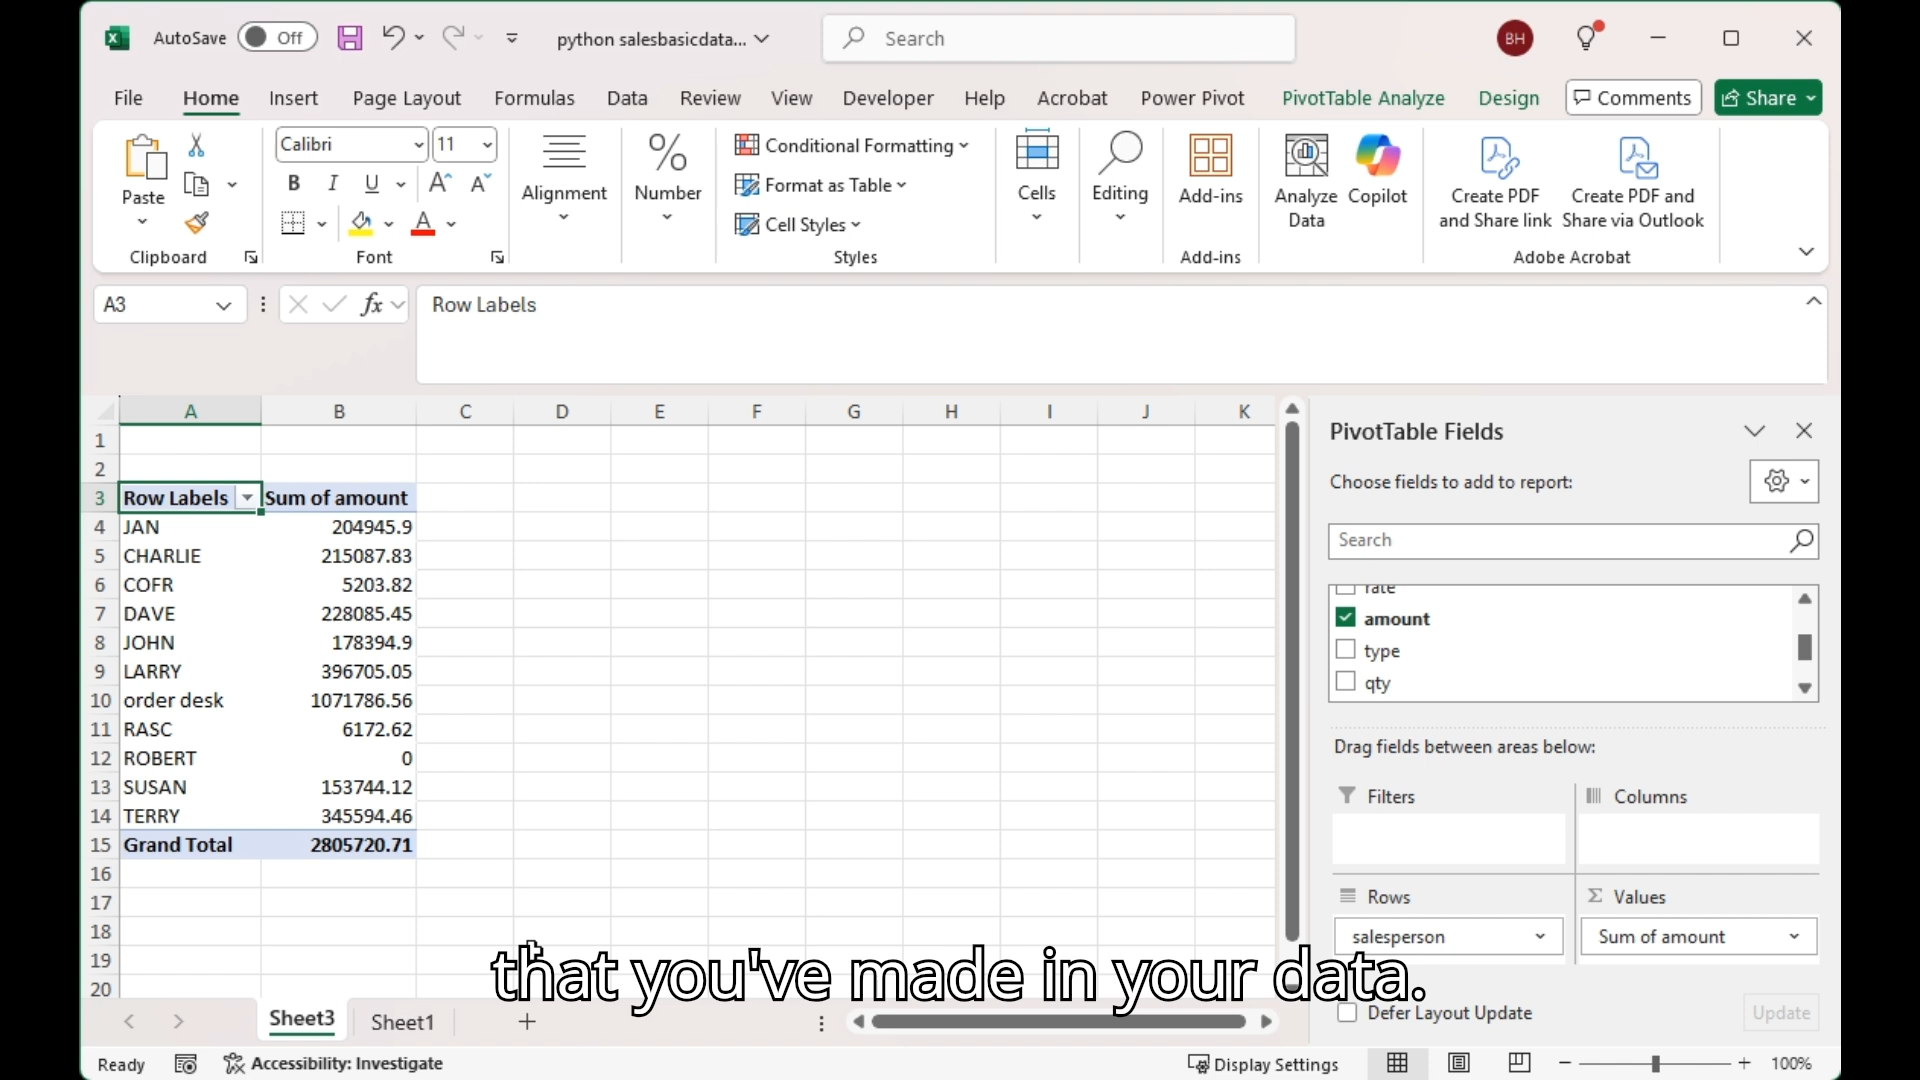 AutoSave Off python salesbasicdata... Search BH
File Home Insert Page Layout Formulas Data Review View Developer Help Acrobat Power Pivot PivotTable Analyze Design Comments Share
Paste
Calibri 11
B I U A A
A
Alignment
%
Number
Conditional Formatting
Format as Table
Cell Styles
Cells
Editing
Add-ins
Analyze
Data
Copilot
Create PDF
and Share link
Create PDF and
Share via Outlook
Clipboard Font Styles Add-ins Adobe Acrobat
A3 fx Row Labels
A B C D E F G H I J K
1
2
3 Row Labels Sum of amount
4 JAN 204945.9
5 CHARLIE 215087.83
6 COFR 5203.82
7 DAVE 228085.45
8 JOHN 178394.9
9 LARRY 396705.05
10 order desk 1071786.56
11 RASC 6172.62
12 ROBERT 0
13 SUSAN 153744.12
14 TERRY 345594.46
15 Grand Total 2805720.71
16
17
18
19
20
PivotTable Fields
Choose fields to add to report:
Search
rate
amount
type
qty
Drag fields between areas below:
Filters Columns
Rows Σ Values
salesperson Sum of amount
that you've made in your data.
Defer Layout Update Update
Sheet3 Sheet1 +
Ready Accessibility: Investigate Display Settings − + 100%